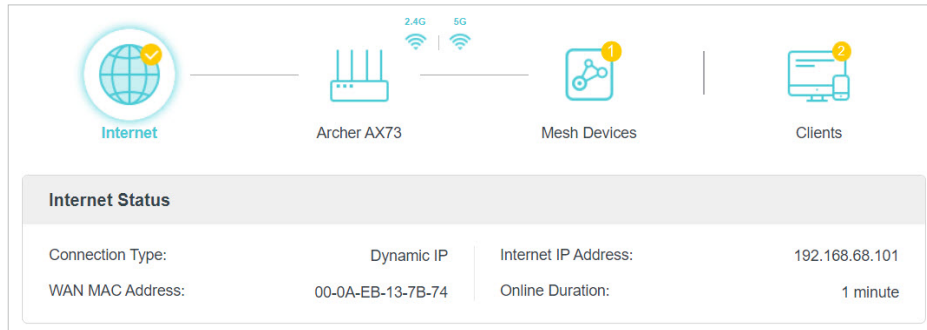 2.4G 5G
1
2
Internet Archer AX73 Mesh Devices Clients
Internet Status
Connection Type: Dynamic IP Internet IP Address: 192.168.68.101
WAN MAC Address: 00-0A-EB-13-7B-74 Online Duration: 1 minute